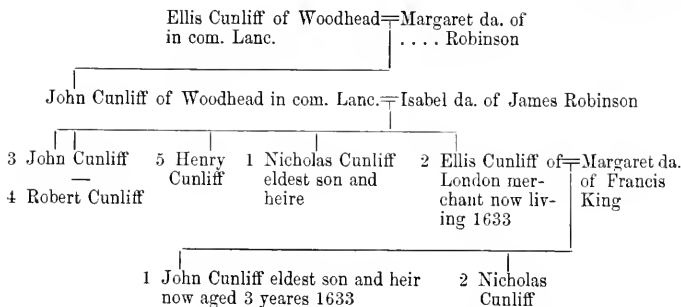 Ellis Cunliff of Woodhead=Margaret da. of
in com. Lanc.
. . . . Robinson
John Cunliff of Woodhead in com. Lanc.=Isabel da. of James Robinson
3 John Cunliff
—
4 Robert Cunliff
5 Henry
Cunliff
1 Nicholas Cunliff
eldest son and
heire
2 Ellis Cunliff of=Margaret da.
London mer-
chant now liv-
ing 1633
of Francis
King
1 John Cunliff eldest son and heir
now aged 3 yeares 1633
2 Nicholas
Cunliff